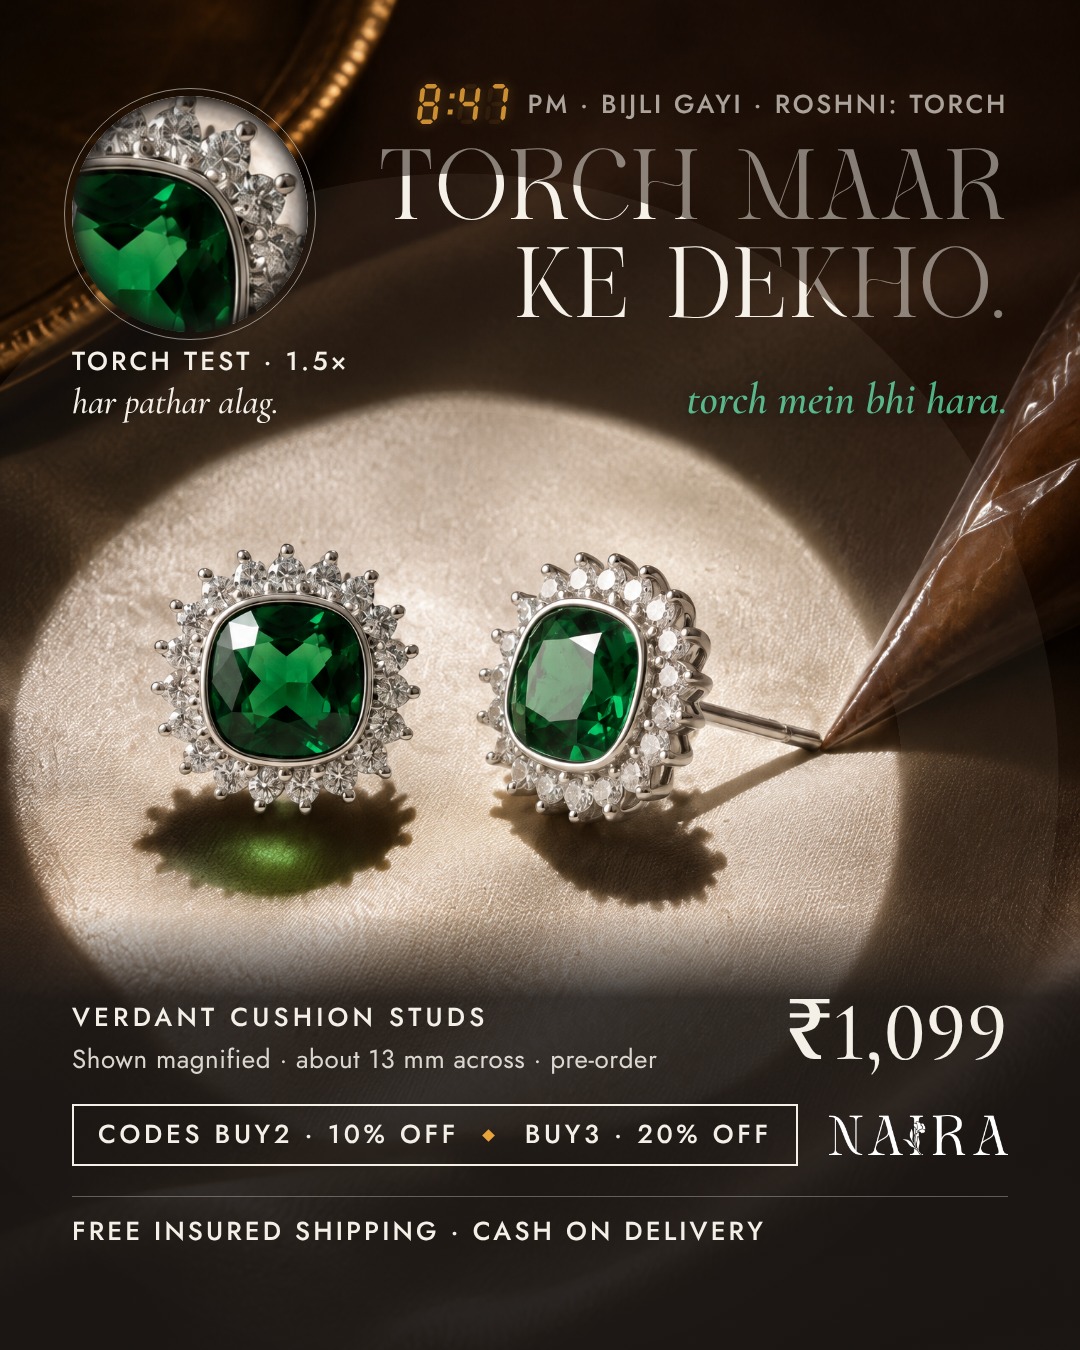 8:47 PM · BIJLI GAYI · ROSHNI: TORCH
TORCH MAAR
KE DEKHO.
TORCH TEST · 1.5×
har pathar alag.
torch mein bhi hara.
VERDANT CUSHION STUDS
Shown magnified · about 13 mm across · pre-order
₹1,099
CODES BUY2 · 10% OFF ◆ BUY3 · 20% OFF
NAIRA
FREE INSURED SHIPPING · CASH ON DELIVERY